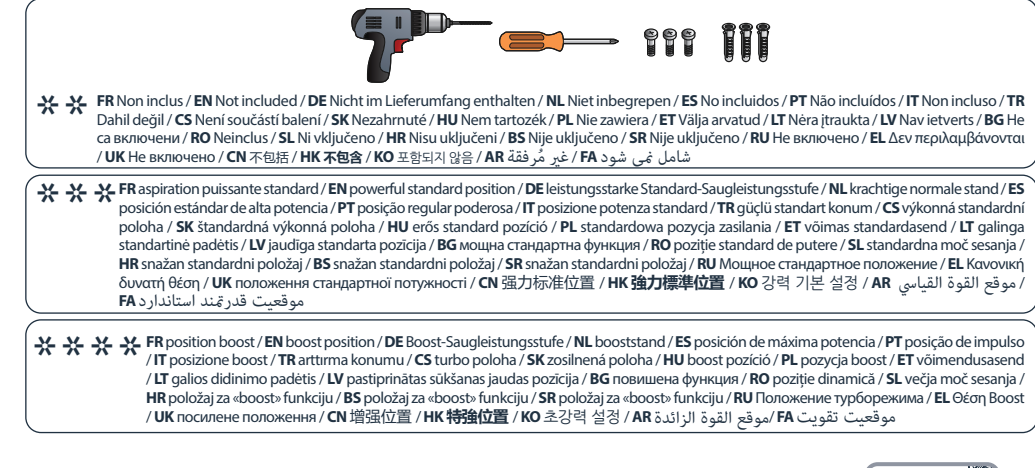 ** FR Non inclus / EN Not included / DE Nicht im Lieferumfang enthalten / NL Niet inbegrepen / ES No incluidos / PT Não incluídos / IT Non incluso / TR
Dahil değil / CS Není součástí balení / SK Nezahrnuté / HU Nem tartozék / PL Nie zawiera / ET Välja arvatud / LT Nėra įtraukta / LV Nav ietverts / BG Не
са включени / RO Neinclus / SL Ni vključeno / HR Nisu uključeni / BS Nije uključeno / SR Nije uključeno / RU Не включено / EL Δεν περιλαμβάνονται
/ UK Не включено / CN 不包括 / HK 不包含 / KO 포함되지 않음 / AR غير مُرفقة / FA شامل نمی شود
*** FR aspiration puissante standard / EN powerful standard position / DE leistungsstarke Standard-Saugleistungsstufe / NL krachtige normale stand / ES
posición estándar de alta potencia / PT posição regular poderosa / IT posizione potenza standard / TR güçlü standart konum / CS výkonná standardní
poloha / SK štandardná výkonná poloha / HU erős standard pozíció / PL standardowa pozycja zasilania / ET võimas standardasend / LT galinga
standartinė padėtis / LV jaudīga standarta pozīcija / BG мощна стандартна функция / RO poziție standard de putere / SL standardna moč sesanja /
HR snažan standardni položaj / BS snažan standardni položaj / SR snažan standardni položaj / RU Мощное стандартное положение / EL Κανονική
δυνατή θέση / UK положення стандартної потужності / CN 强力标准位置 / HK 強力標準位置 / KO 강력 기본 설정 / AR موقع القوة القياسي /
FA موقعیت قدرتمند استاندارد
**** FR position boost / EN boost position / DE Boost-Saugleistungsstufe / NL booststand / ES posición de máxima potencia / PT posição de impulso
/ IT posizione boost / TR arttırma konumu / CS turbo poloha / SK zosilnená poloha / HU boost pozíció / PL pozycja boost / ET võimendusasend
/ LT galios didinimo padėtis / LV pastiprinātas sūkšanas jaudas pozīcija / BG повишена функция / RO poziție dinamică / SL večja moč sesanja /
HR položaj za «boost» funkciju / BS položaj za «boost» funkciju / SR položaj za «boost» funkciju / RU Положение турборежима / EL Θέση Boost
/ UK посилене положення / CN 增强位置 / HK 特強位置 / KO 초강력 설정 / AR موقع القوة الزائدة / FA موقعیت تقویت